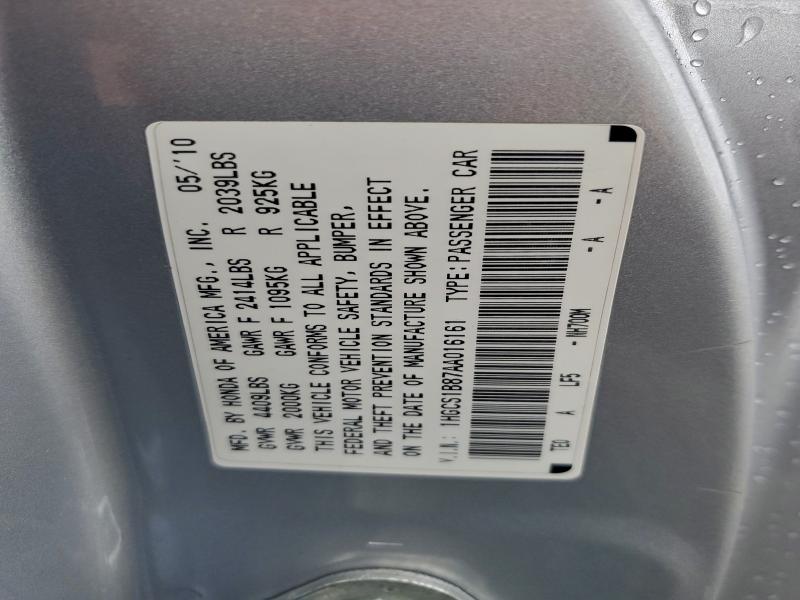 MFD. BY HONDA OF AMERICA MFG., INC. 05/'10
GVWR 4409LBS GAWR F 2414LBS R 2039LBS
GVWR 2000KG GAWR F 1095KG R 925KG
THIS VEHICLE CONFORMS TO ALL APPLICABLE
FEDERAL MOTOR VEHICLE SAFETY, BUMPER,
AND THEFT PREVENTION STANDARDS IN EFFECT
ON THE DATE OF MANUFACTURE SHOWN ABOVE.
V.I.N.: 1HGCS1B87AA016161 TYPE:PASSENGER CAR
TE0 A LF5 - NH700M - A - A